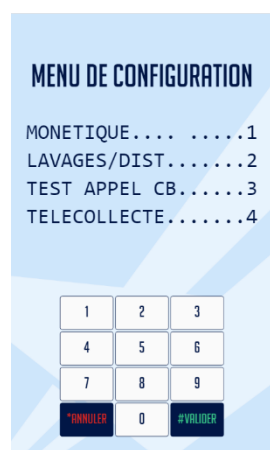 MENU DE CONFIGURATION
MONETIQUE.... .....1
LAVAGES/DIST.......2
TEST APPEL CB......3
TELECOLLECTE.......4
1 2 3
4 5 6
7 8 9
*ANNULER 0 #VALIDER